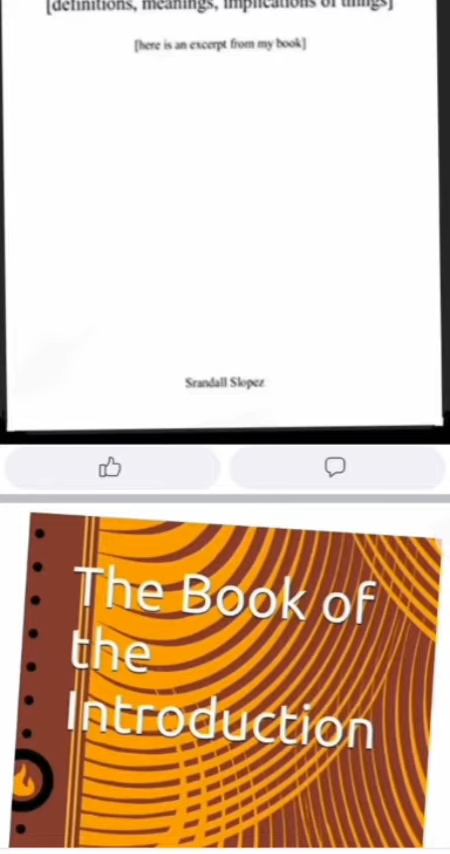 [definitions, meanings, implications of things]
[here is an excerpt from my book]
Srandall Slopez
The Book of
the
Introduction